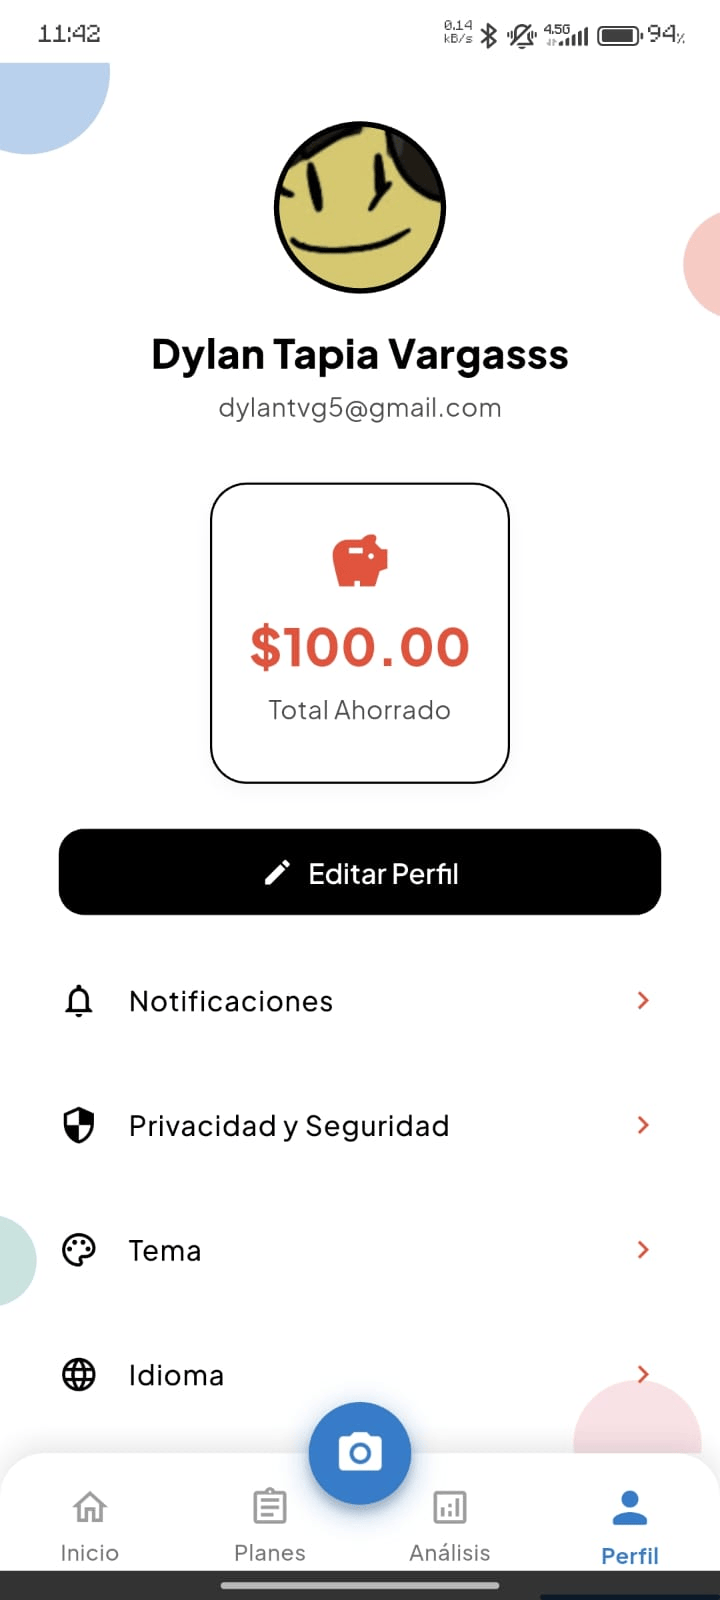 11:42
0.14
kB/s
4.5G
94%
Dylan Tapia Vargasss
dylantvg5@gmail.com
$100.00
Total Ahorrado
Editar Perfil
Notificaciones
Privacidad y Seguridad
Tema
Idioma
Inicio
Planes
Análisis
Perfil